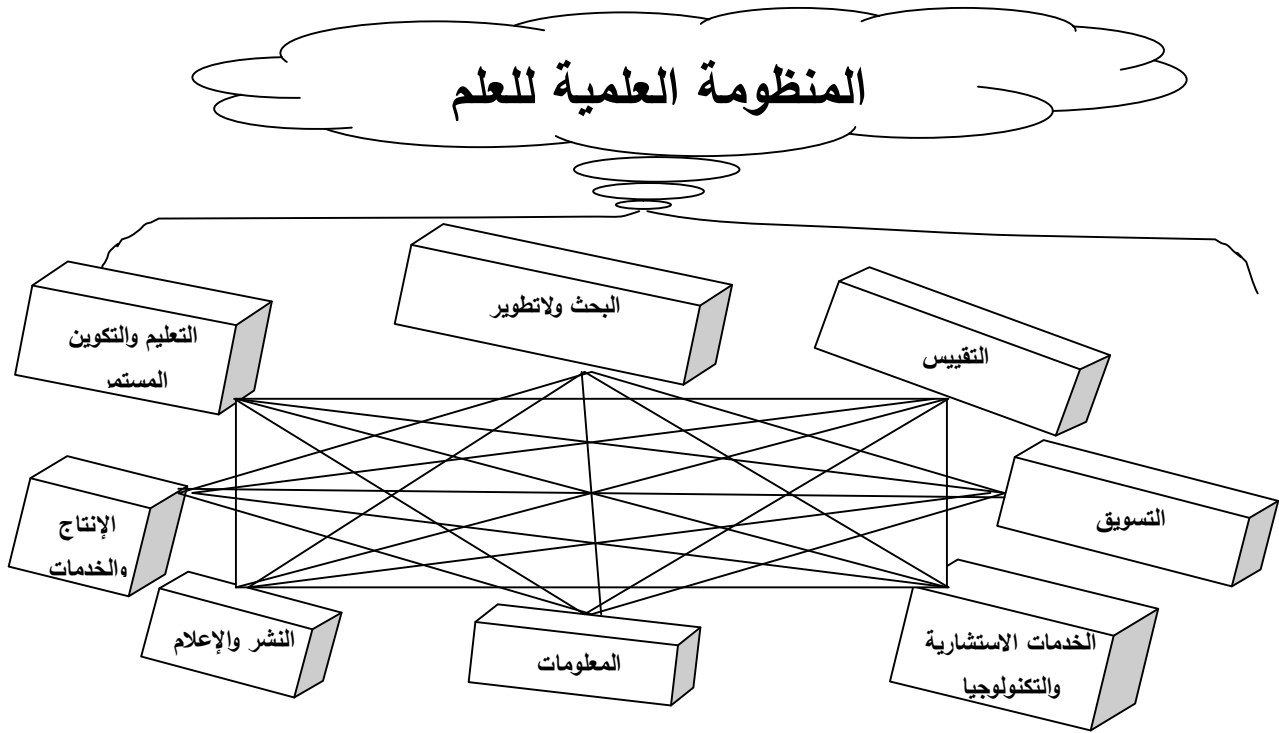 المنظومة العلمية للعلم
البحث ولاتطوير
التقييس
التعليم والتكوين
المستمر
التسويق
الإنتاج
والخدمات
الخدمات الاستشارية
والتكنولوجيا
النشر والإعلام
المعلومات